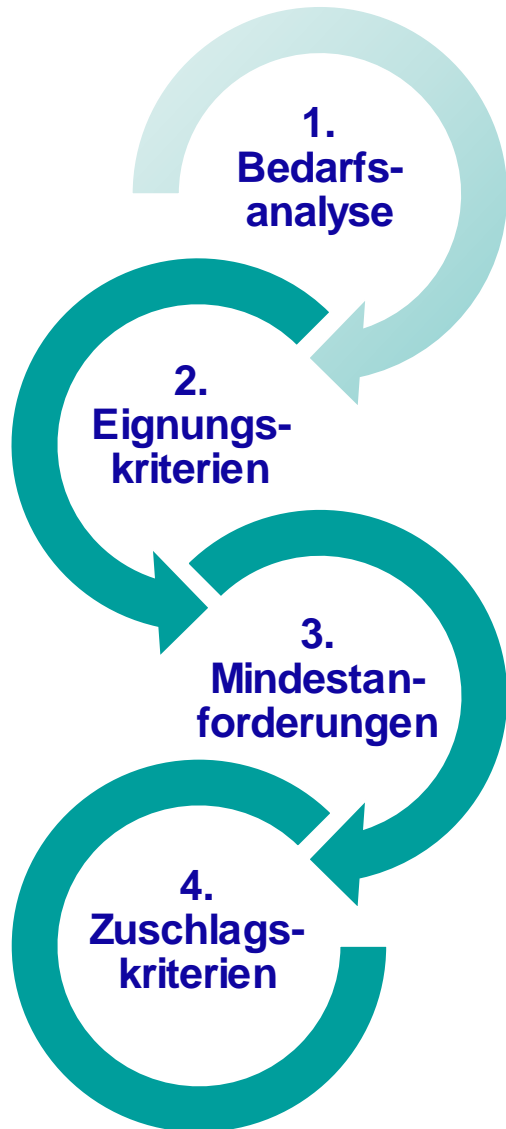 1.
Bedarfs-
analyse
2.
Eignungs-
kriterien
3.
Mindestan-
forderungen
4.
Zuschlags-
kriterien